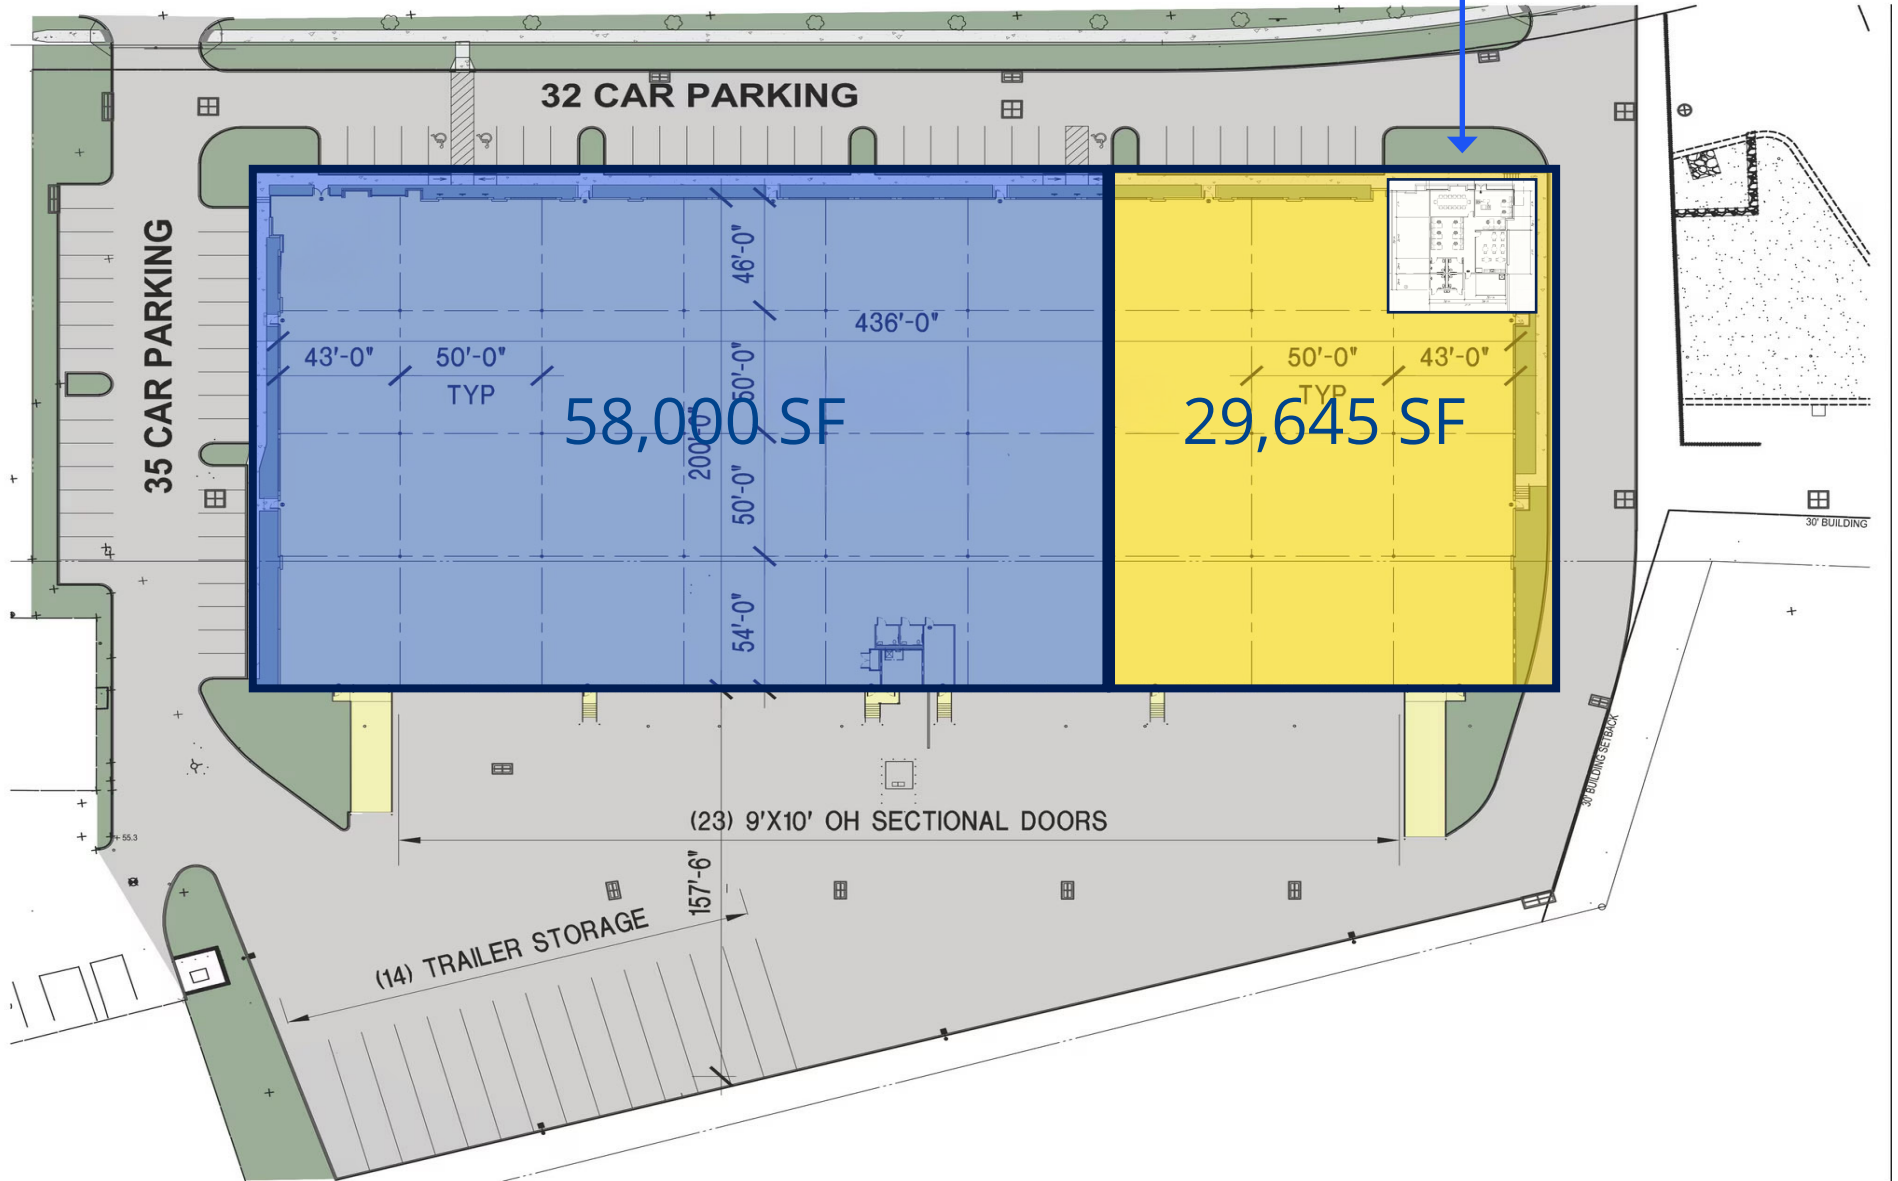 32 CAR PARKING
35 CAR PARKING
46'-0"
436'-0"
43'-0"
50'-0"
TYP
50'-0"
200'-0"
50'-0"
54'-0"
58,000 SF
50'-0"
TYP
43'-0"
29,645 SF
30' BUILDING
30' BUILDING SETBACK
(23) 9'X10' OH SECTIONAL DOORS
157'-6"
(14) TRAILER STORAGE
55.3